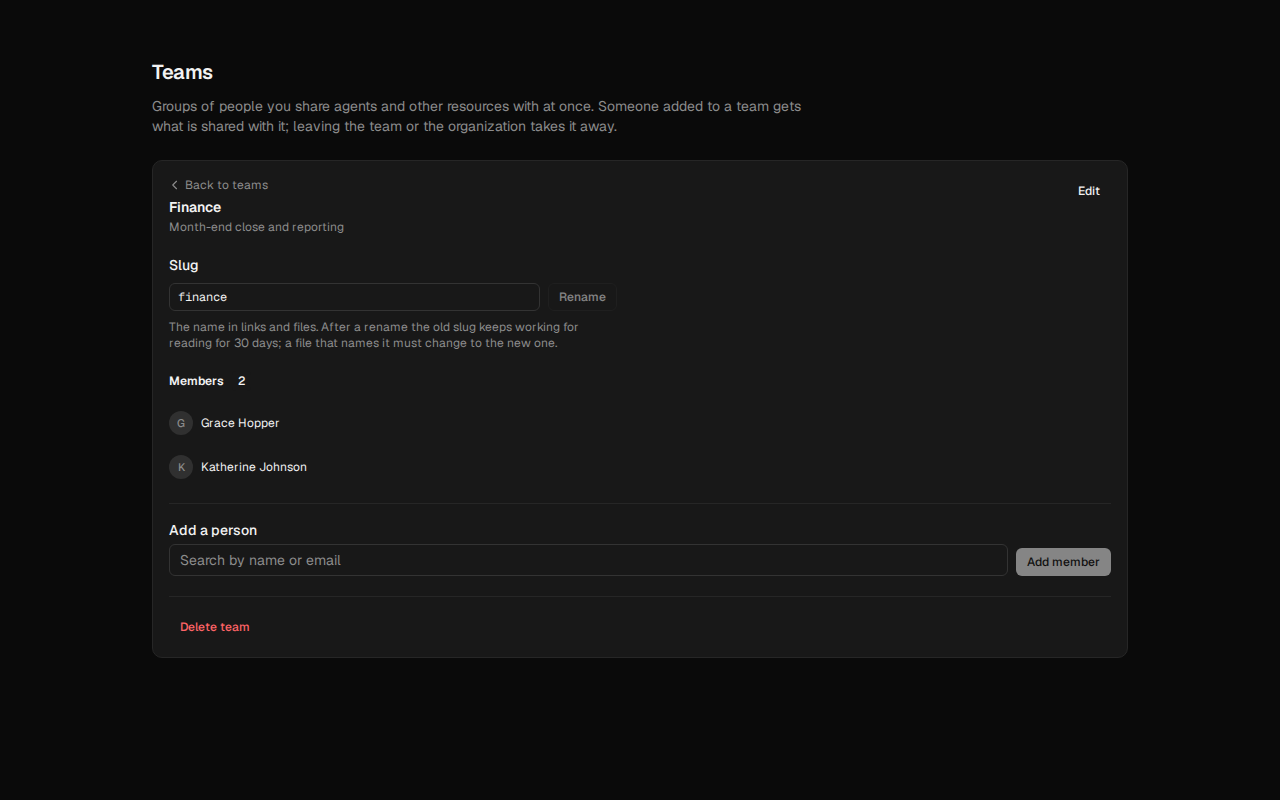 Teams
Groups of people you share agents and other resources with at once. Someone added to a team gets
what is shared with it; leaving the team or the organization takes it away.
Back to teams
Edit
Finance
Month-end close and reporting
Slug
finance
Rename
The name in links and files. After a rename the old slug keeps working for
reading for 30 days; a file that names it must change to the new one.
Members 2
G Grace Hopper
K Katherine Johnson
Add a person
Search by name or email
Add member
Delete team